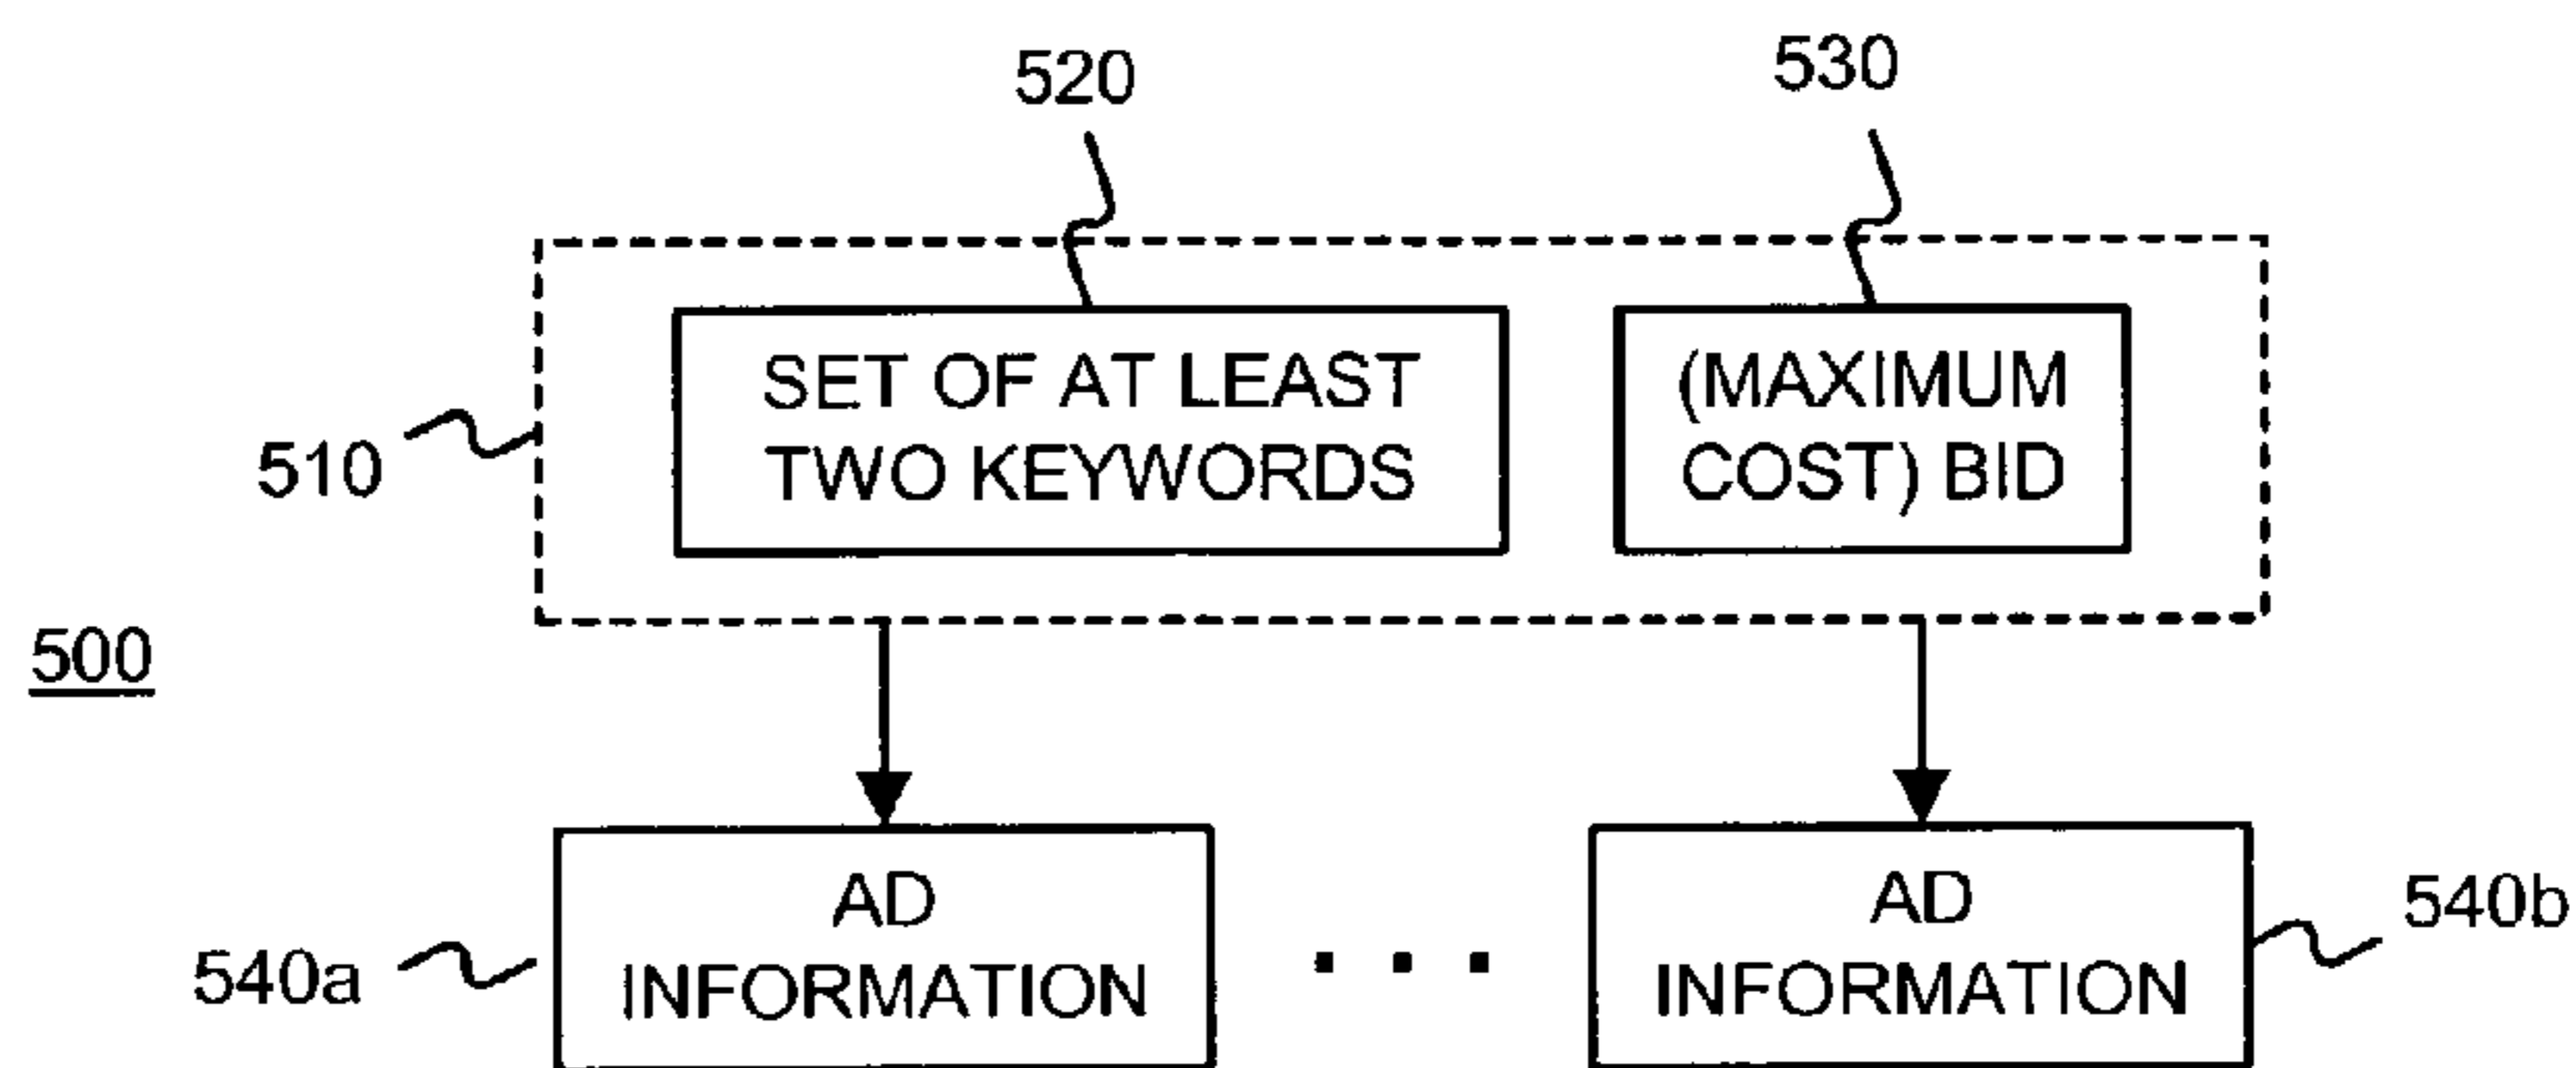 520
530
SET OF AT LEAST
TWO KEYWORDS
(MAXIMUM
COST) BID
510
500
AD
INFORMATION
540a
. . .
AD
INFORMATION
540b